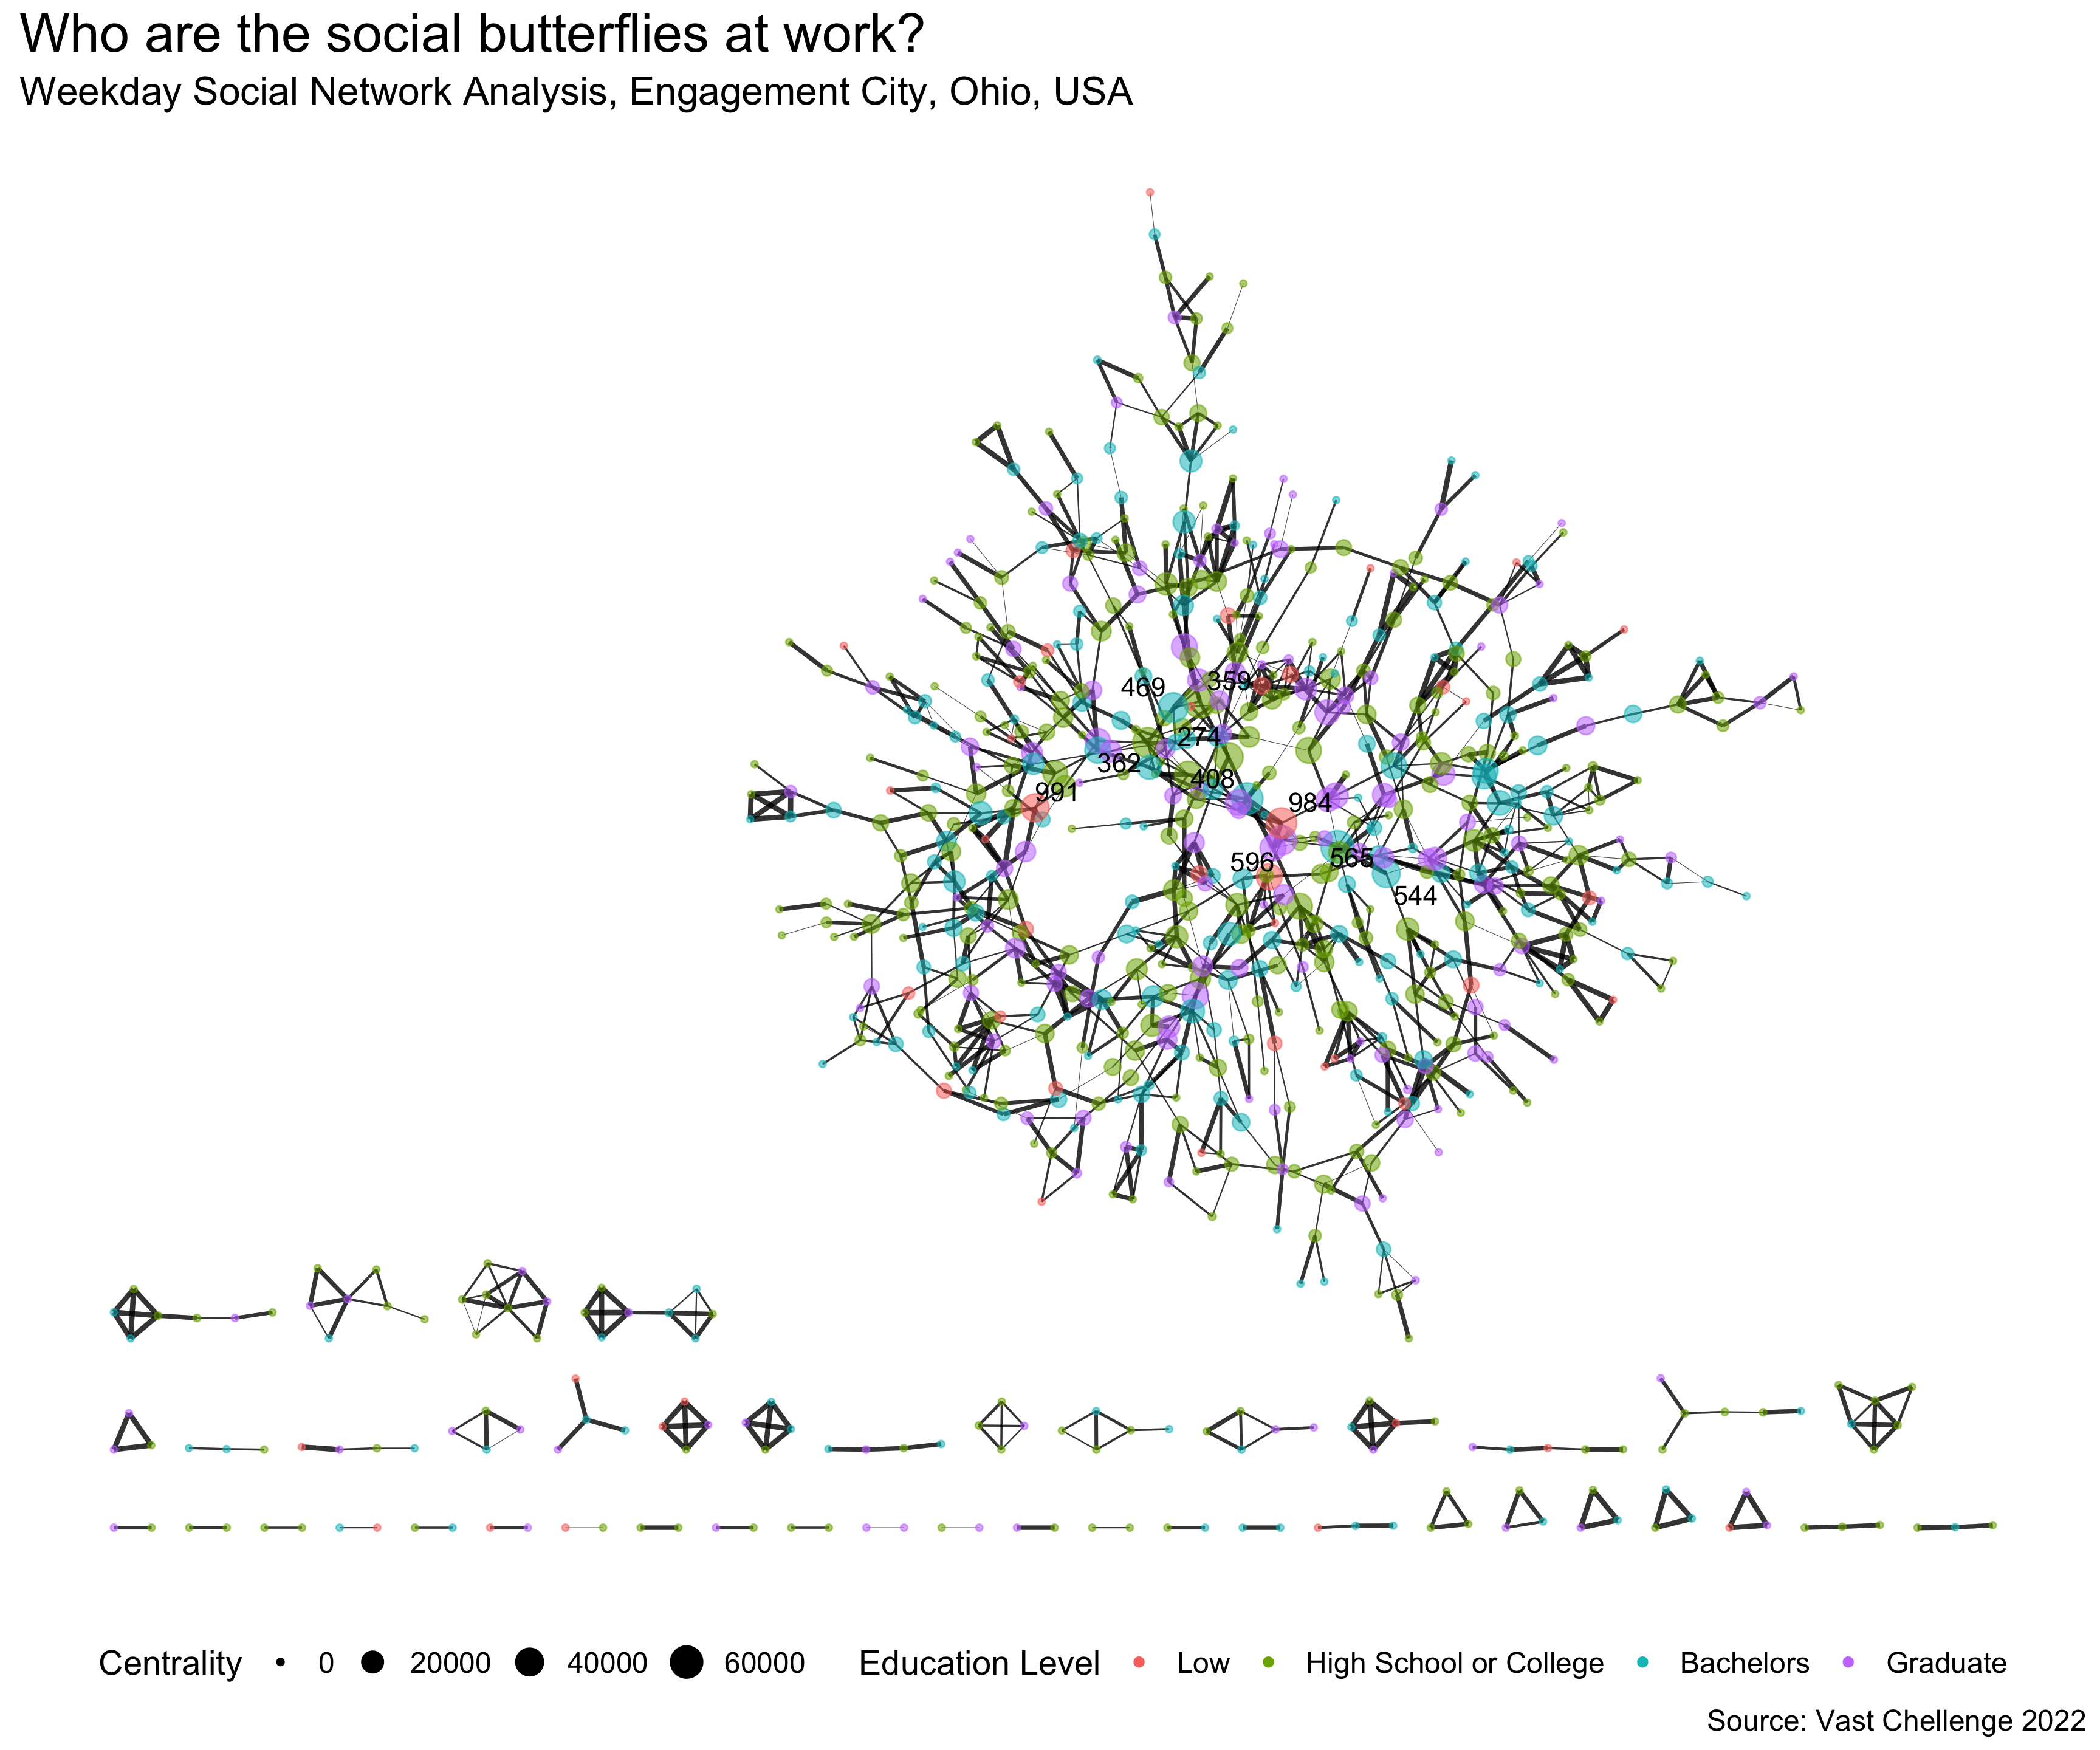 Who are the social butterflies at work?
Weekday Social Network Analysis, Engagement City, Ohio, USA
469
359
274
362
408
991
984
596
565
544
Centrality 0 20000 40000 60000 Education Level Low High School or College Bachelors Graduate
Source: Vast Chellenge 2022